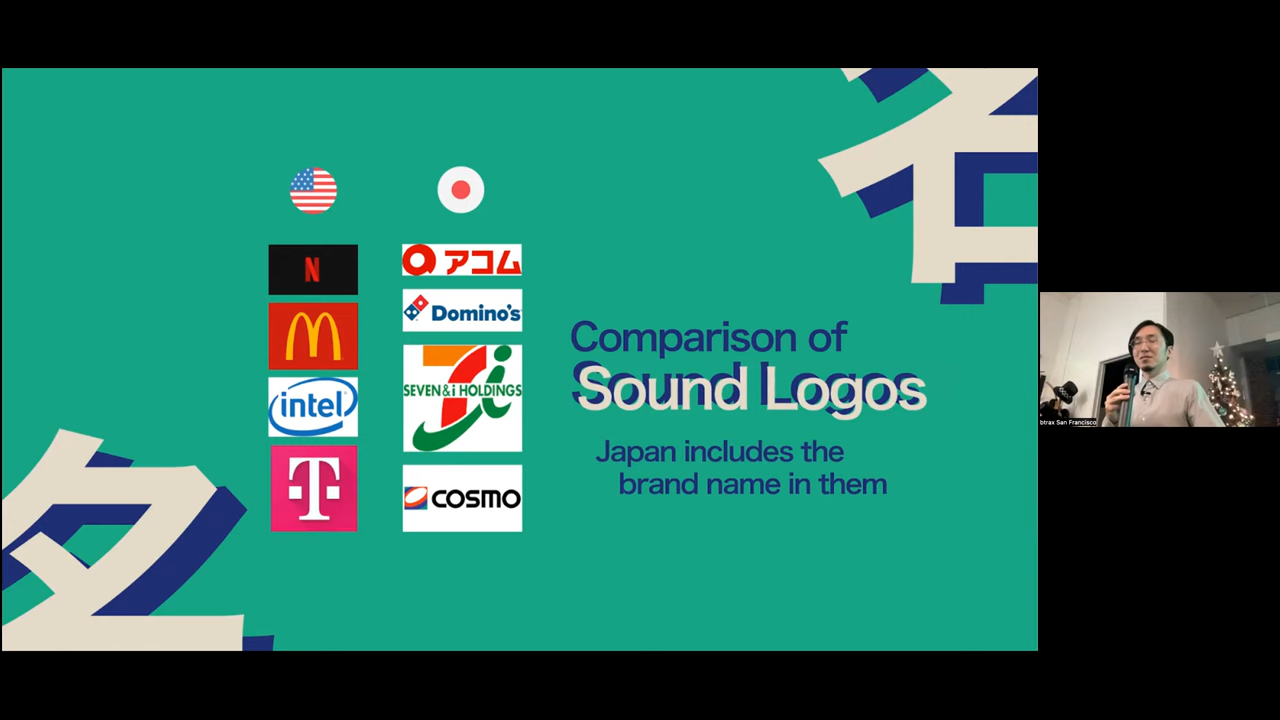 N
アコム
Domino's
intel
SEVEN&i HOLDINGS
T
COSMO
Comparison of
Sound Logos
Japan includes the
brand name in them
名
btrax San Francisco